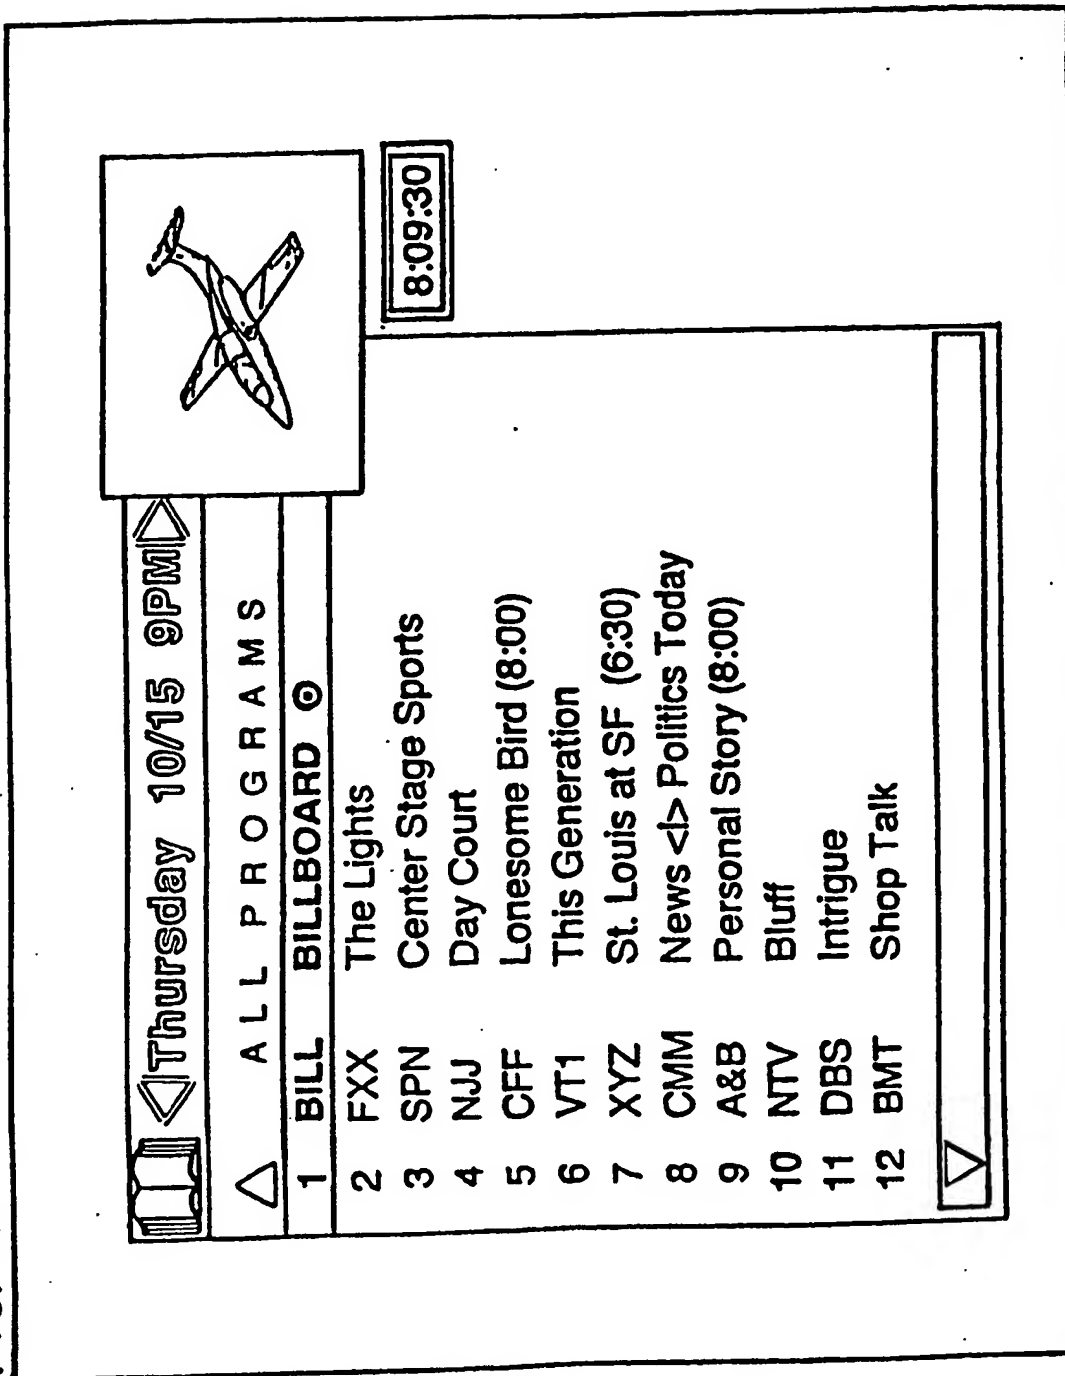 Thursday 10/15 9PM
ALL PROGRAMS
1 BILL BILLBOARD
8:09:30
2 FXX The Lights
3 SPN Center Stage Sports
4 NJJ Day Court
5 CFF Lonesome Bird (8:00)
6 VT1 This Generation
7 XYZ St. Louis at SF (6:30)
8 CMM News <|> Politics Today
9 A&B Personal Story (8:00)
10 NTV Bluff
11 DBS Intrigue
12 BMT Shop Talk